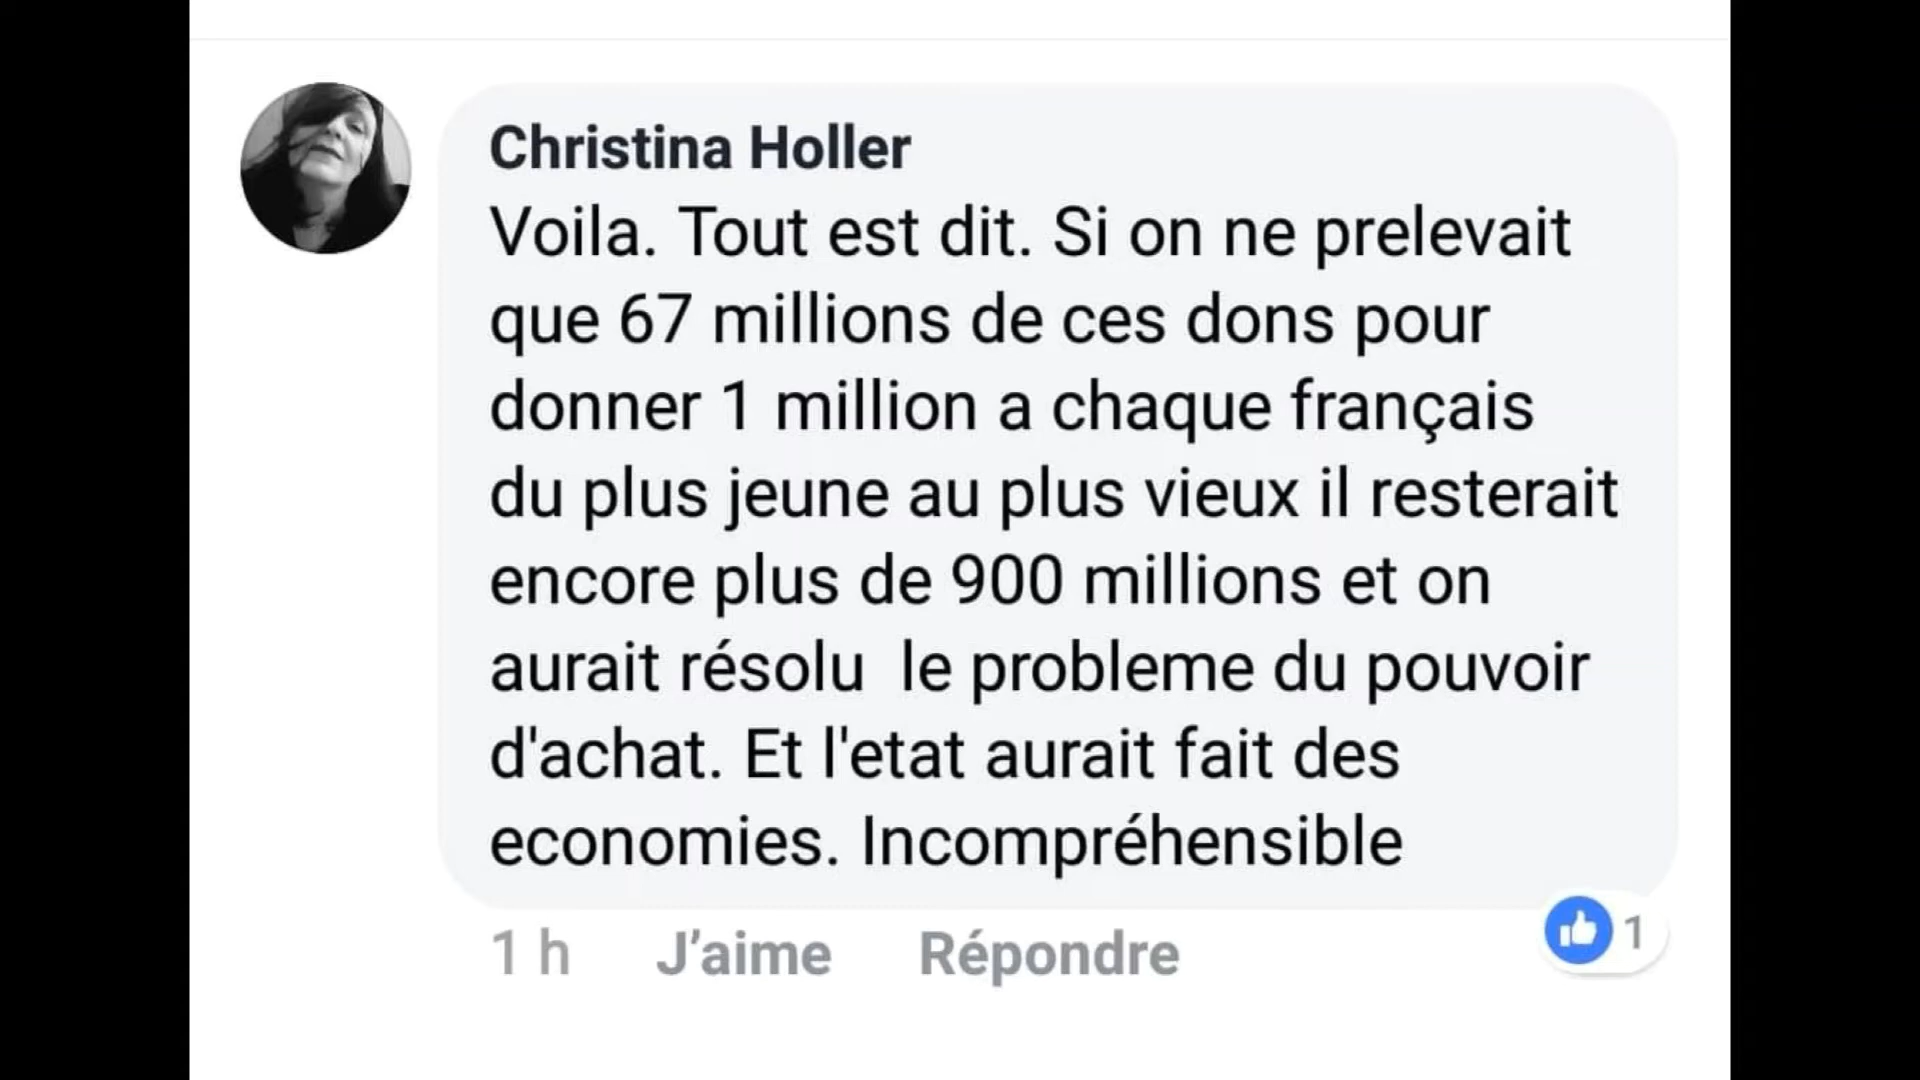 Christina Holler
Voila. Tout est dit. Si on ne prelevait
que 67 millions de ces dons pour
donner 1 million a chaque français
du plus jeune au plus vieux il resterait
encore plus de 900 millions et on
aurait résolu  le probleme du pouvoir
d'achat. Et l'etat aurait fait des
economies. Incompréhensible
1 h J’aime Répondre 1